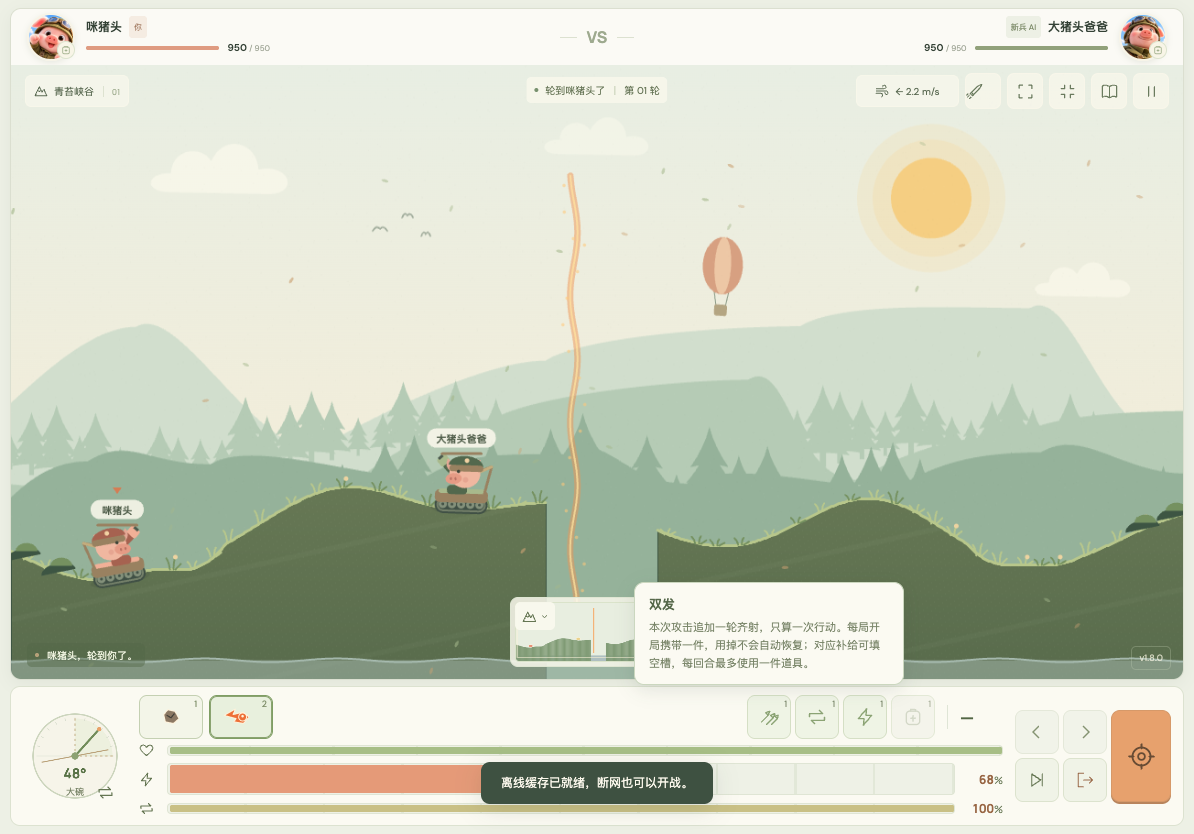 咪猪头 你
950 / 950
VS
新兵 AI 大猪头爸爸
950 / 950
青苔峡谷 01
轮到咪猪头了 第 01 轮
← 2.2 m/s
大猪头爸爸
咪猪头
双发
本次攻击追加一轮齐射，只算一次行动。每局开
局携带一件，用掉不会自动恢复；对应补给可填
空槽，每回合最多使用一件道具。
咪猪头，轮到你了。
v1.8.0
1
2
1
1
1
1
48°
大碗
离线缓存已就绪，断网也可以开战。
68%
100%